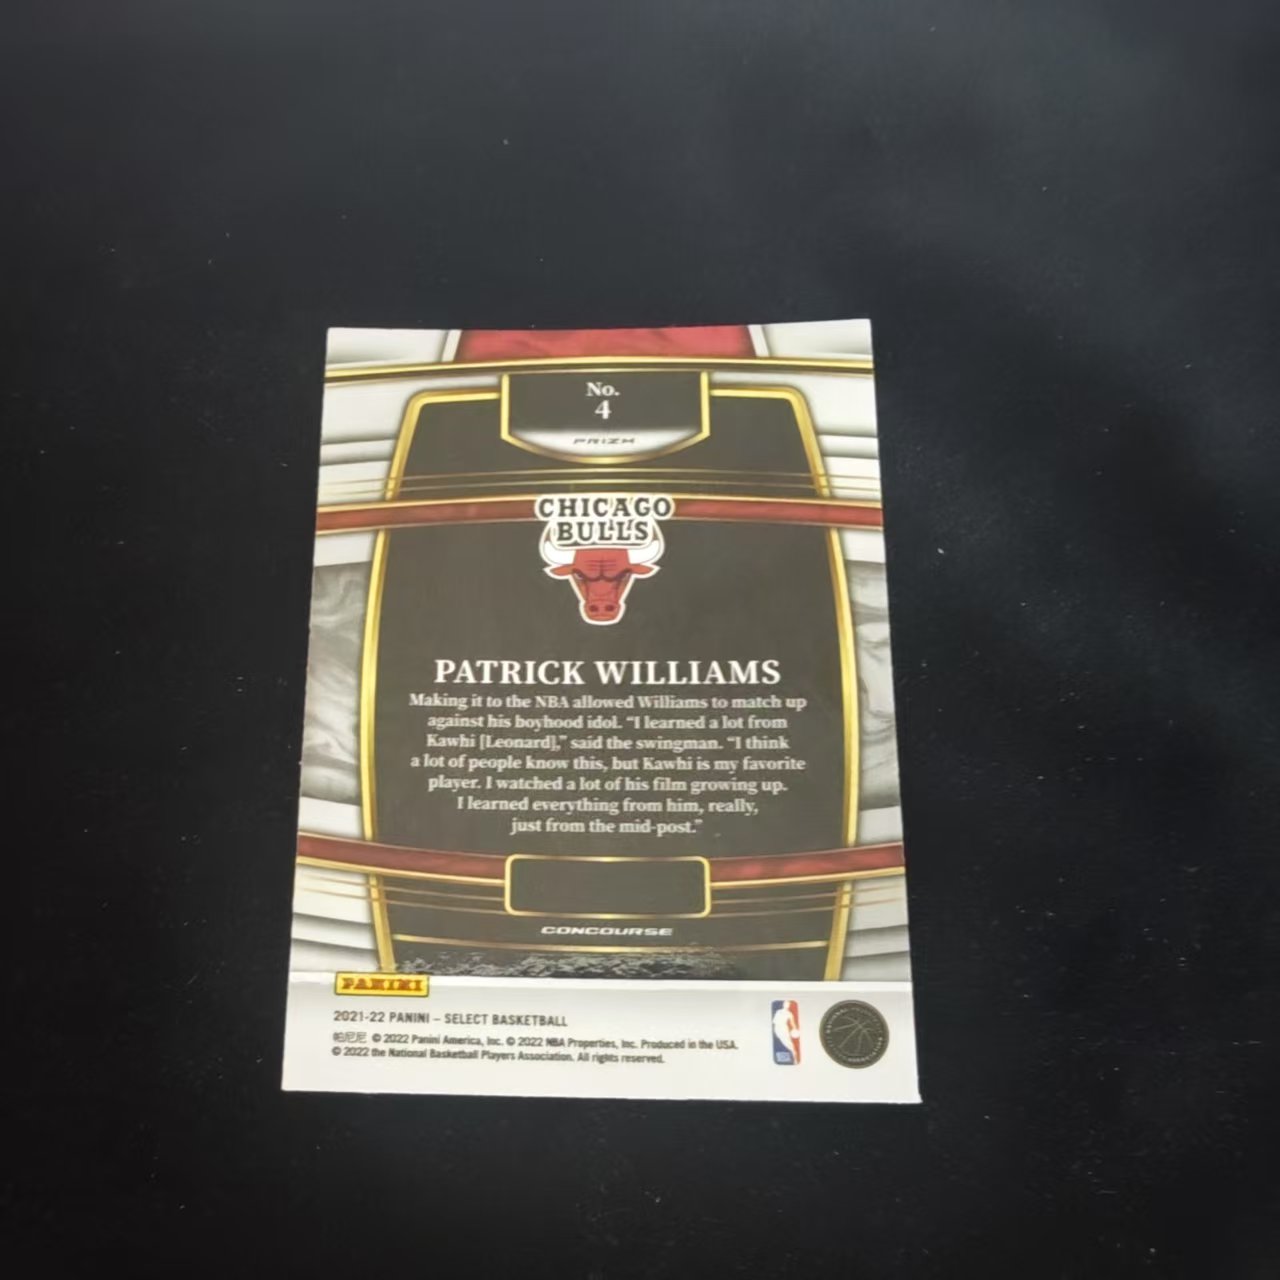 No.
4
PRIZM
CHICAGO
BULLS
PATRICK WILLIAMS
Making it to the NBA allowed Williams to match up
against his boyhood idol. “I learned a lot from
Kawhi [Leonard],” said the swingman. “I think
a lot of people know this, but Kawhi is my favorite
player. I watched a lot of his film growing up.
I learned everything from him, really,
just from the mid-post.”
CONCOURSE
PANINI
2021-22 PANINI – SELECT BASKETBALL
帕尼尼 © 2022 Panini America, Inc. © 2022 NBA Properties, Inc. Produced in the USA.
© 2022 the National Basketball Players Association. All rights reserved.
NBA